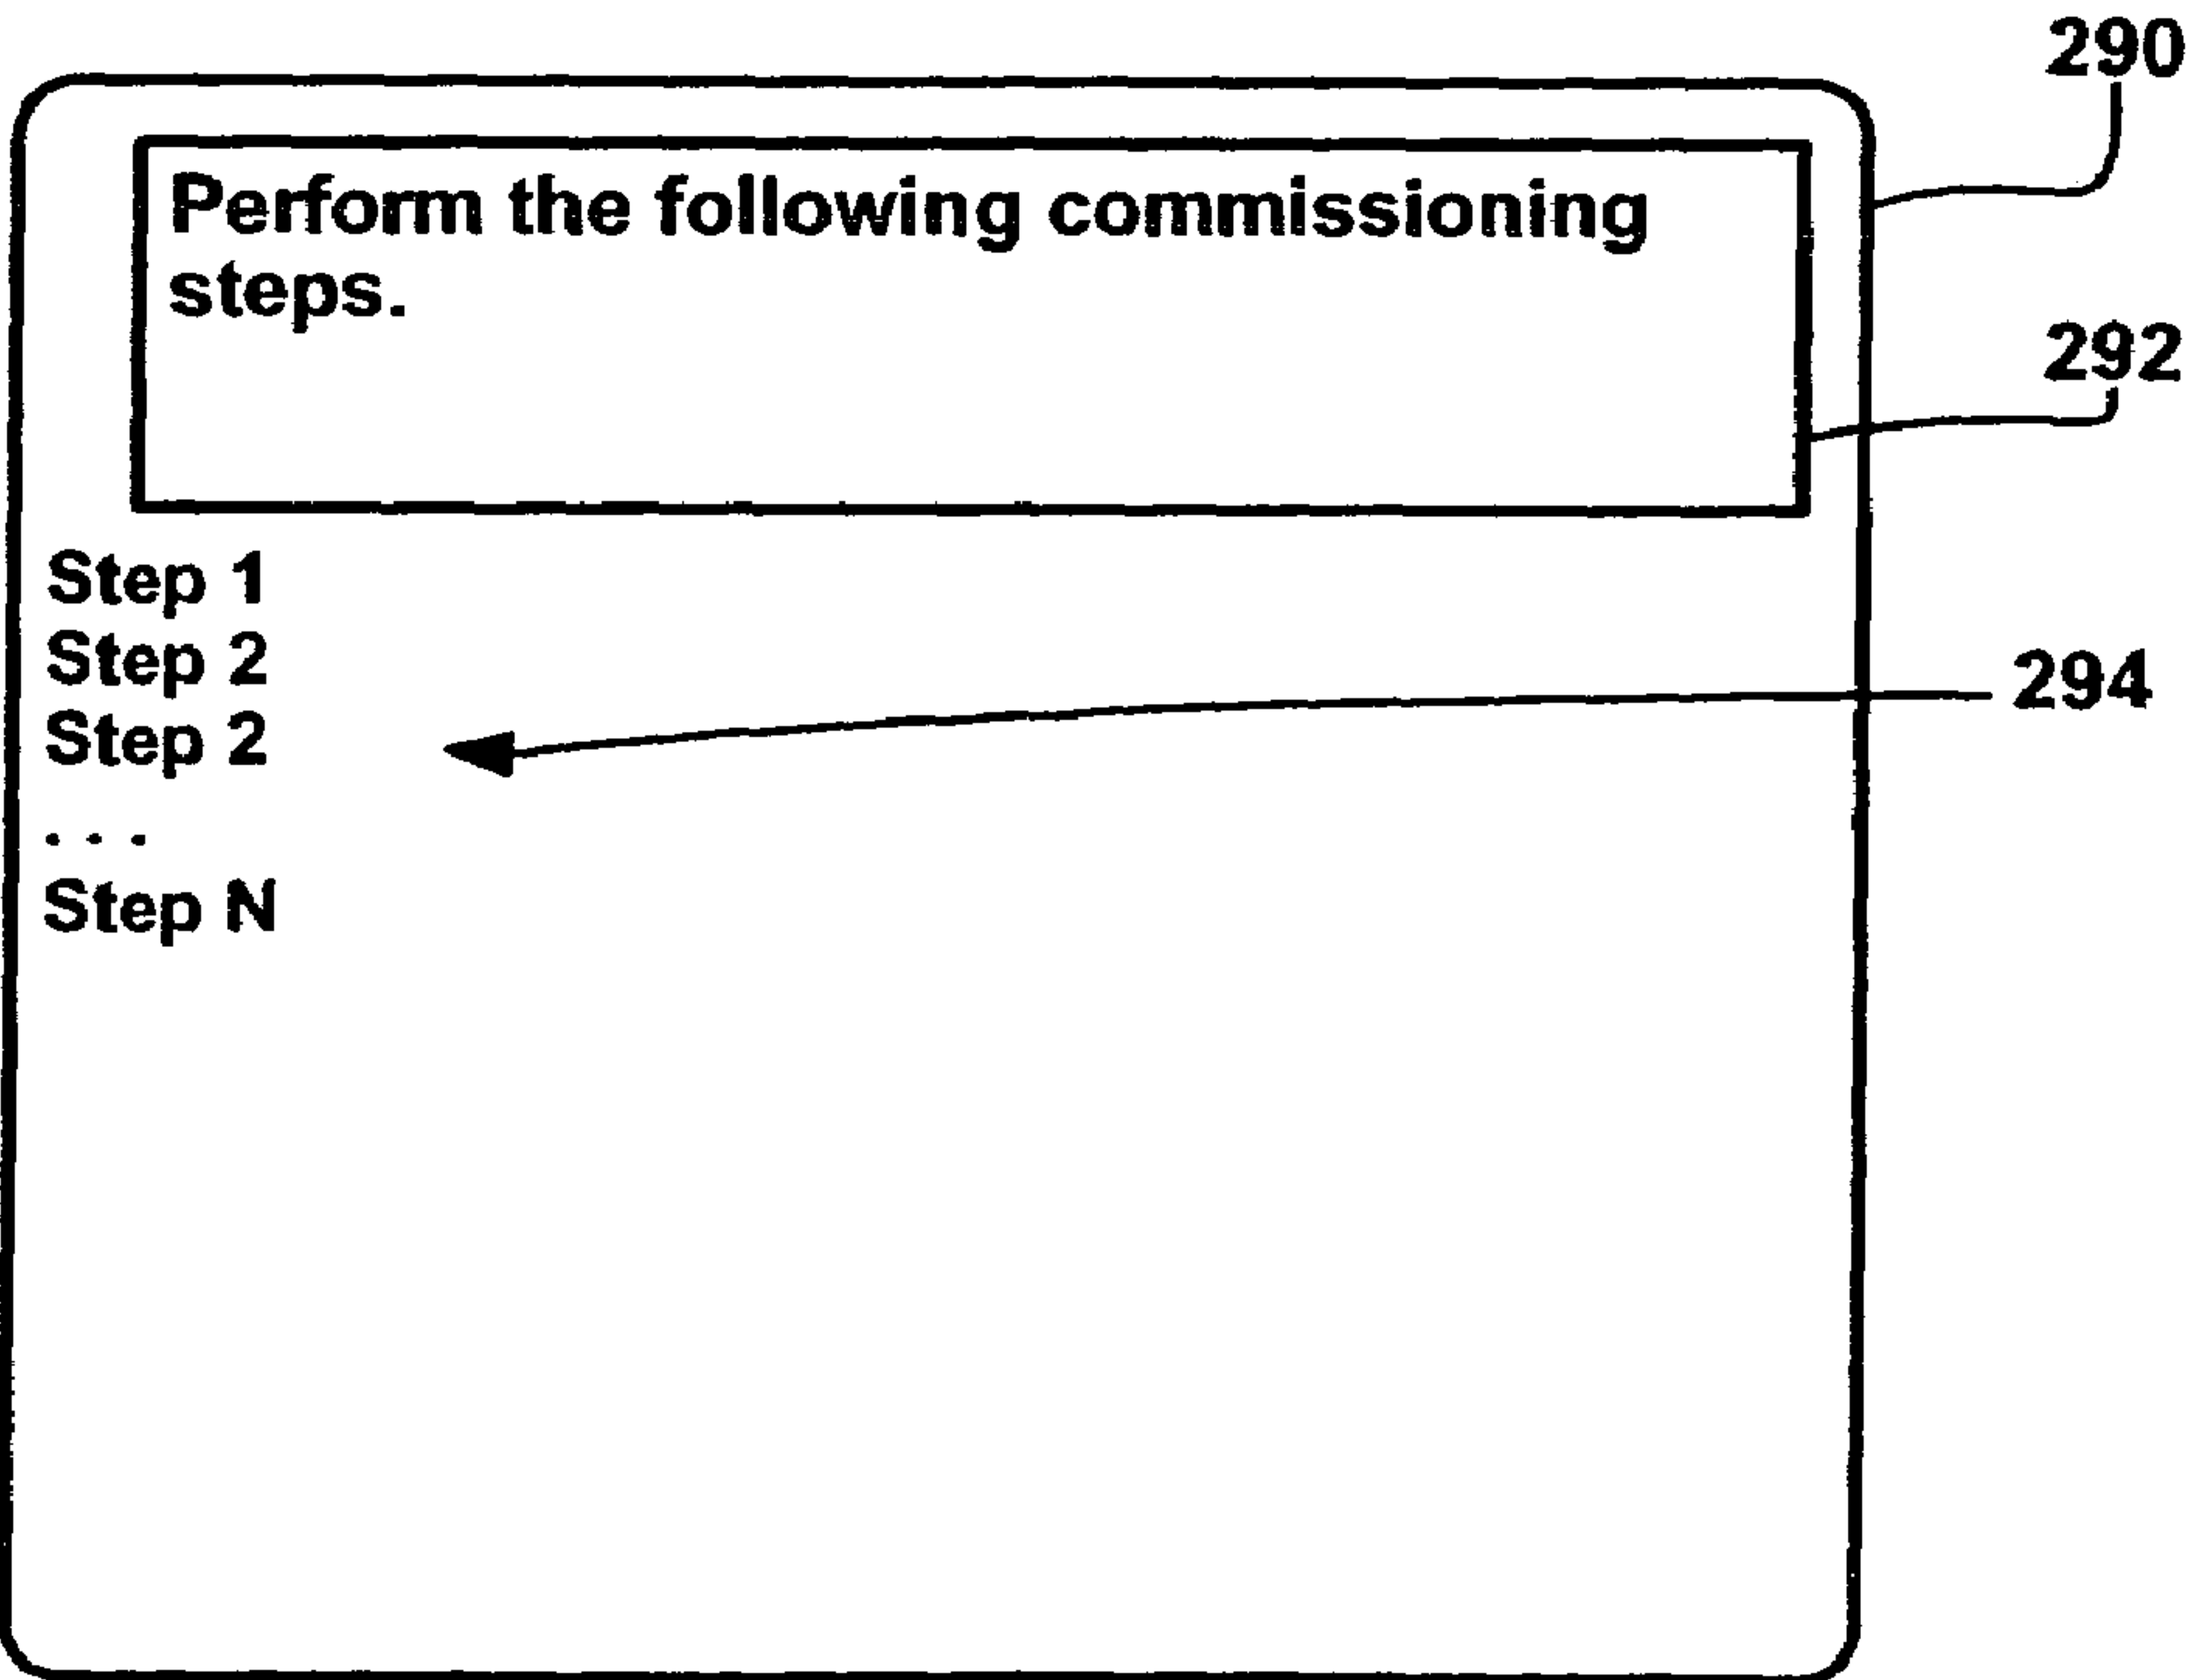 290
Perform the following commissioning
steps.
292
Step 1
Step 2
294
Step 2
. . .
Step N